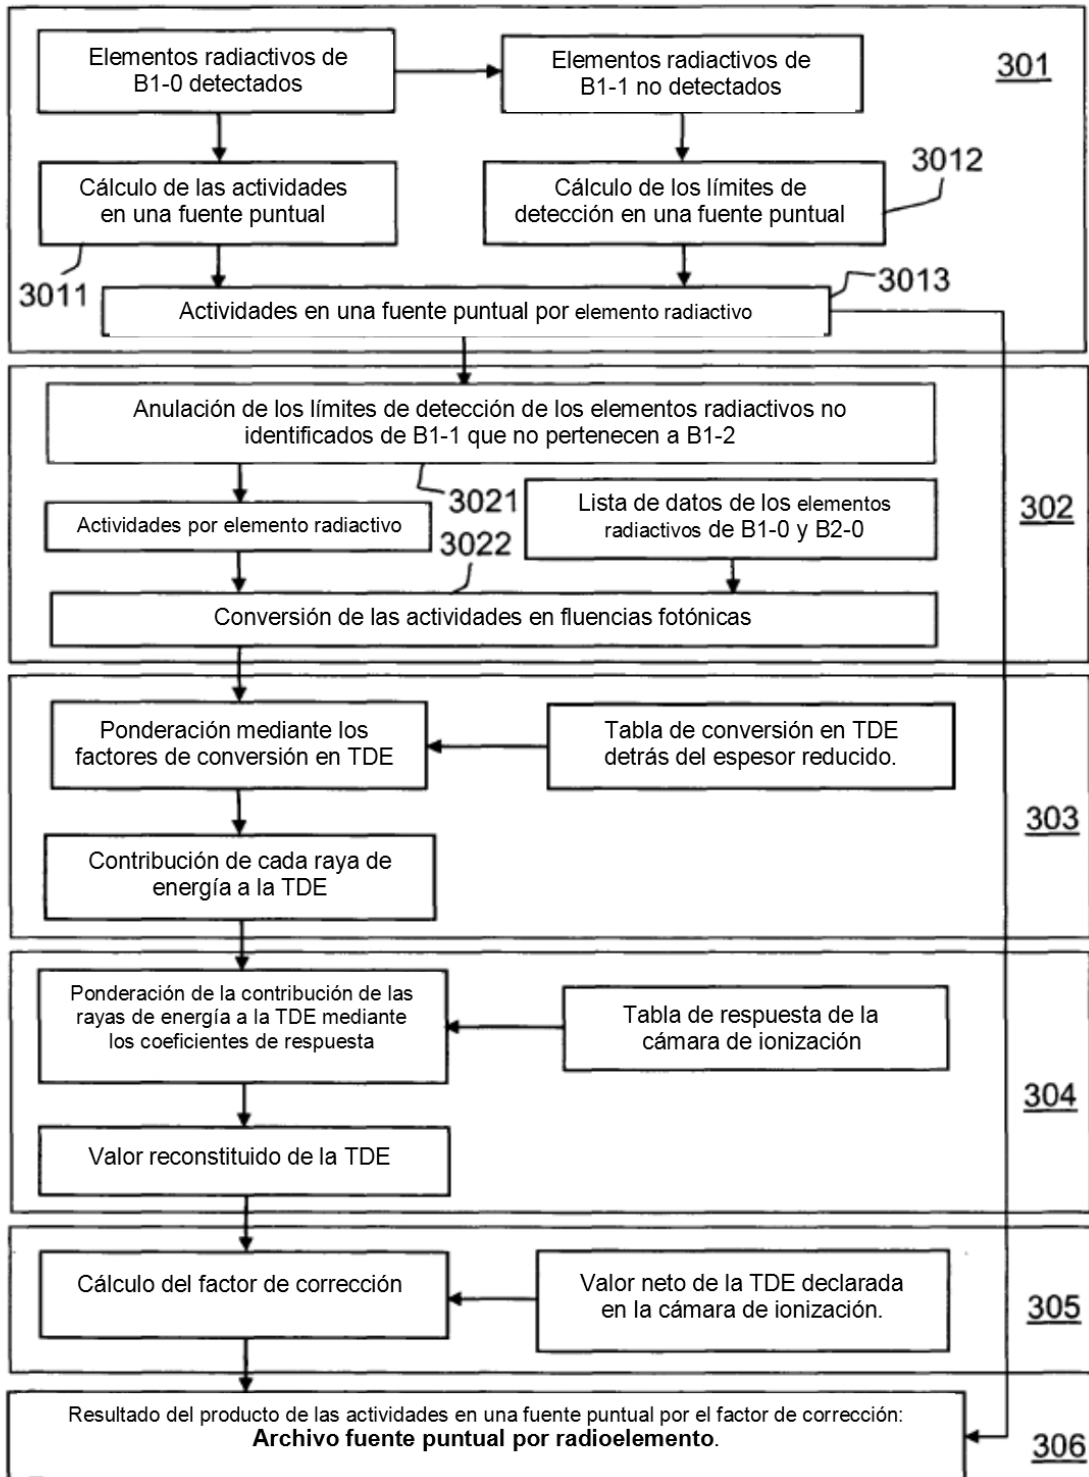 Elementos radiactivos de
B1-0 detectados
Elementos radiactivos de
B1-1 no detectados
301
Cálculo de las actividades
en una fuente puntual
Cálculo de los límites de
detección en una fuente puntual
3012
3011
3013
Actividades en una fuente puntual por elemento radiactivo
Anulación de los límites de detección de los elementos radiactivos no
identificados de B1-1 que no pertenecen a B1-2
3021
Lista de datos de los elementos
radiactivos de B1-0 y B2-0
302
Actividades por elemento radiactivo
3022
Conversión de las actividades en fluencias fotónicas
Ponderación mediante los
factores de conversión en TDE
Tabla de conversión en TDE
detrás del espesor reducido.
303
Contribución de cada raya de
energía a la TDE
Ponderación de la contribución de las
rayas de energía a la TDE mediante
los coeficientes de respuesta
Tabla de respuesta de la
cámara de ionización
304
Valor reconstituido de la TDE
Cálculo del factor de corrección
Valor neto de la TDE declarada
en la cámara de ionización.
305
Resultado del producto de las actividades en una fuente puntual por el factor de corrección:
Archivo fuente puntual por radioelemento.
306